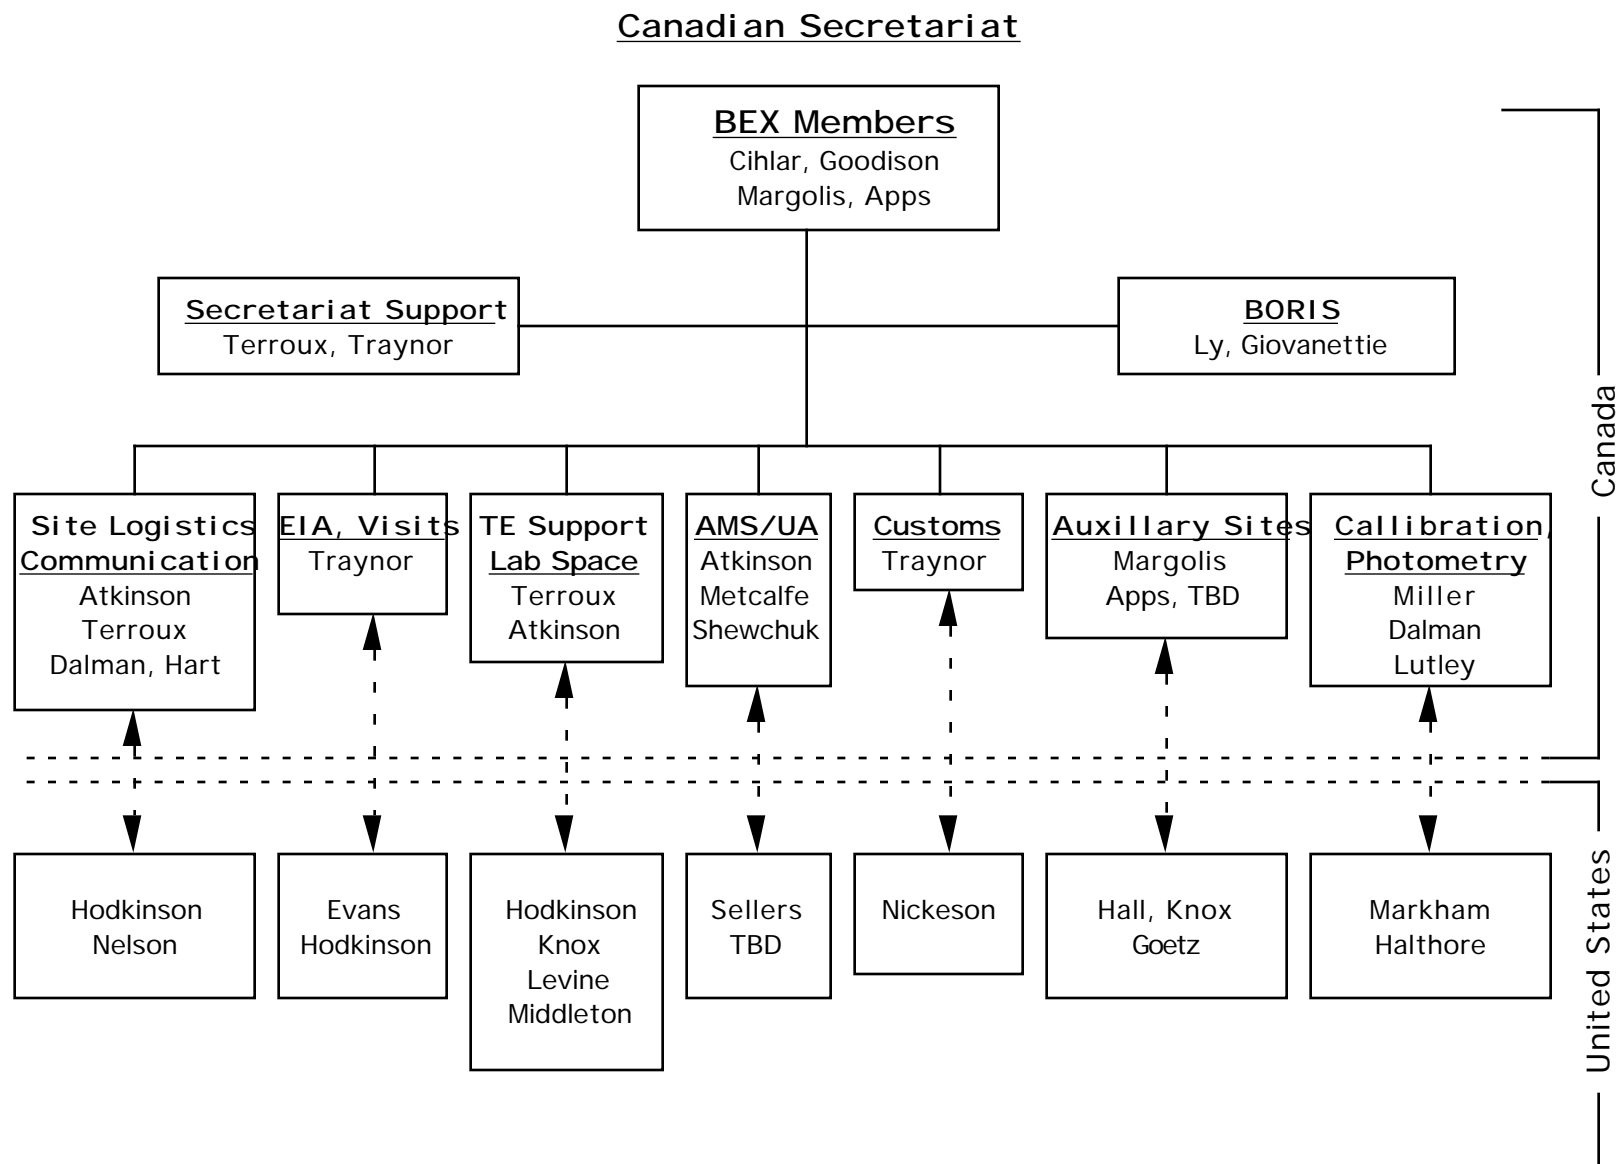 Canadian Secretariat
BEX Members
Cihlar, Goodison
Margolis, Apps
Secretariat Support
Terroux, Traynor
BORIS
Ly, Giovanettie
Canada
Site Logistics
Communication
Atkinson
Terroux
Dalman, Hart
EIA, Visits
Traynor
TE Support
Lab Space
Terroux
Atkinson
AMS/UA
Atkinson
Metcalfe
Shewchuk
Customs
Traynor
Auxillary Sites
Margolis
Apps, TBD
Callibration,
Photometry
Miller
Dalman
Lutley
Hodkinson
Nelson
Evans
Hodkinson
Hodkinson
Knox
Levine
Middleton
Sellers
TBD
Nickeson
Hall, Knox
Goetz
Markham
Halthore
United States